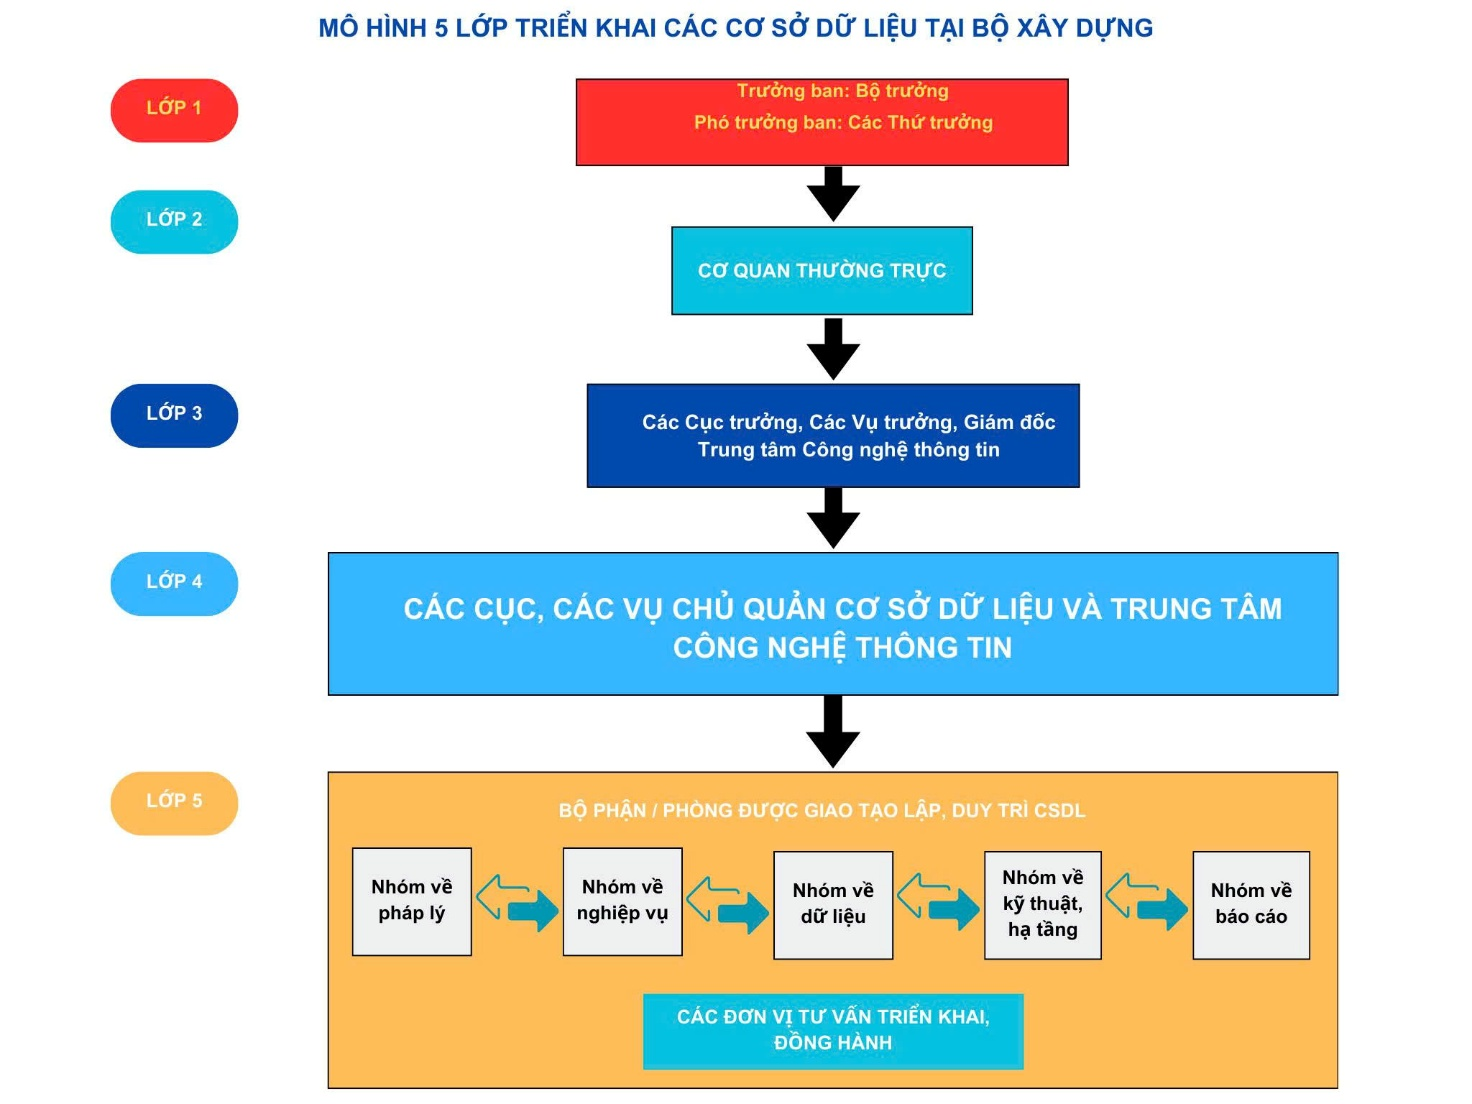 MÔ HÌNH 5 LỚP TRIỂN KHAI CÁC CƠ SỞ DỮ LIỆU TẠI BỘ XÂY DỰNG
LỚP 1
Trưởng ban: Bộ trưởng
Phó trưởng ban: Các Thứ trưởng
LỚP 2
CƠ QUAN THƯỜNG TRỰC
LỚP 3
Các Cục trưởng, Các Vụ trưởng, Giám đốc
Trung tâm Công nghệ thông tin
LỚP 4
CÁC CỤC, CÁC VỤ CHỦ QUẢN CƠ SỞ DỮ LIỆU VÀ TRUNG TÂM
CÔNG NGHỆ THÔNG TIN
LỚP 5
BỘ PHẬN / PHÒNG ĐƯỢC GIAO TẠO LẬP, DUY TRÌ CSDL
Nhóm về
pháp lý
Nhóm về
nghiệp vụ
Nhóm về
dữ liệu
Nhóm về
kỹ thuật,
hạ tầng
Nhóm về
báo cáo
CÁC ĐƠN VỊ TƯ VẤN TRIỂN KHAI,
ĐỒNG HÀNH